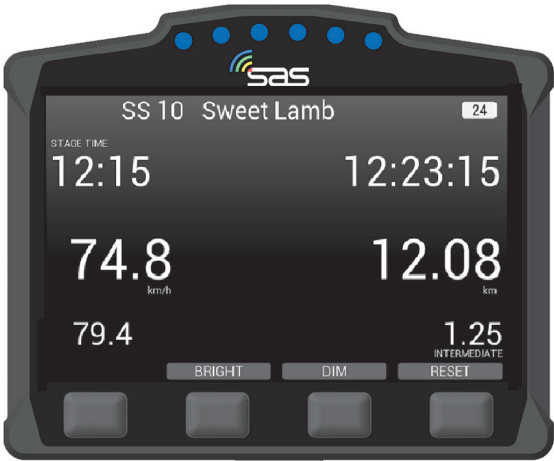 sas
SS 10 Sweet Lamb 24
STAGE TIME
12:15 12:23:15
74.8 km/h 12.08 km
79.4 1.25
INTERMEDIATE
BRIGHT DIM RESET